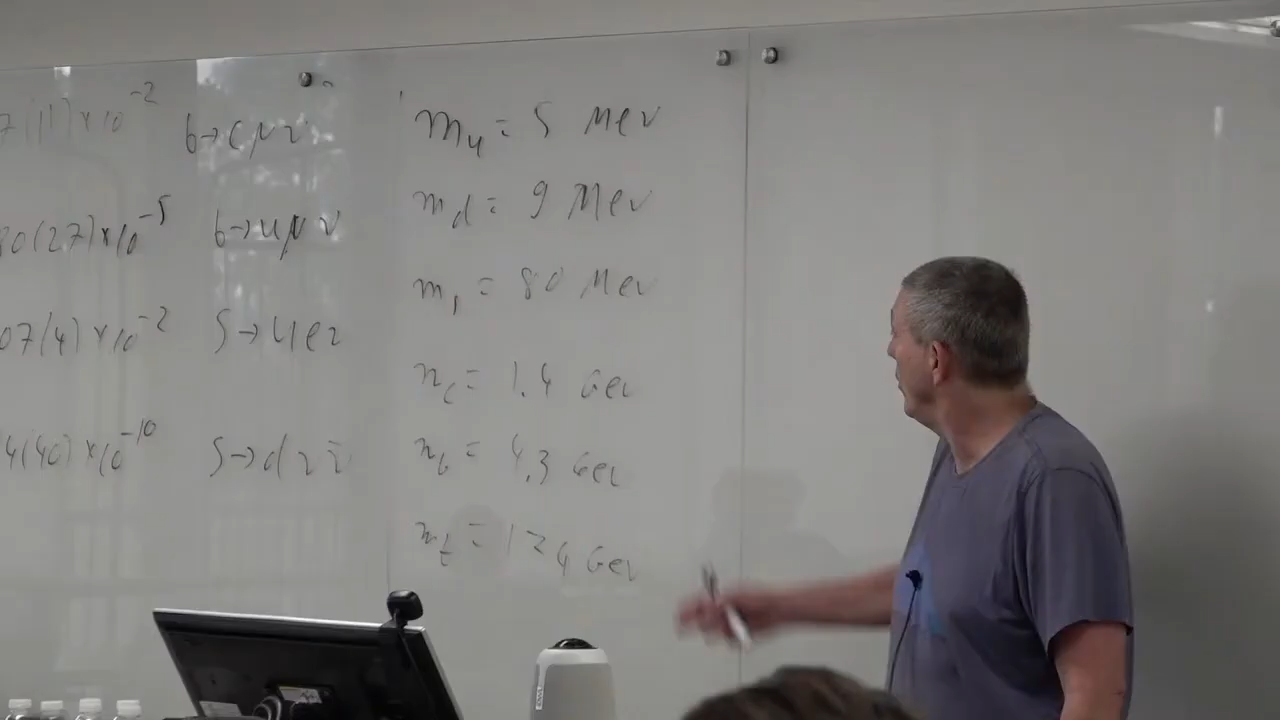 7(11)×10^-2 b→cμν
80(27)×10^-5 b→uμν
07(4)×10^-2 s→ueν
4(40)×10^-10 s→dνν̄
m_u = 5 MeV
m_d = 9 MeV
m_s = 80 MeV
m_c = 1.4 GeV
m_b = 4.3 GeV
m_t = 174 GeV